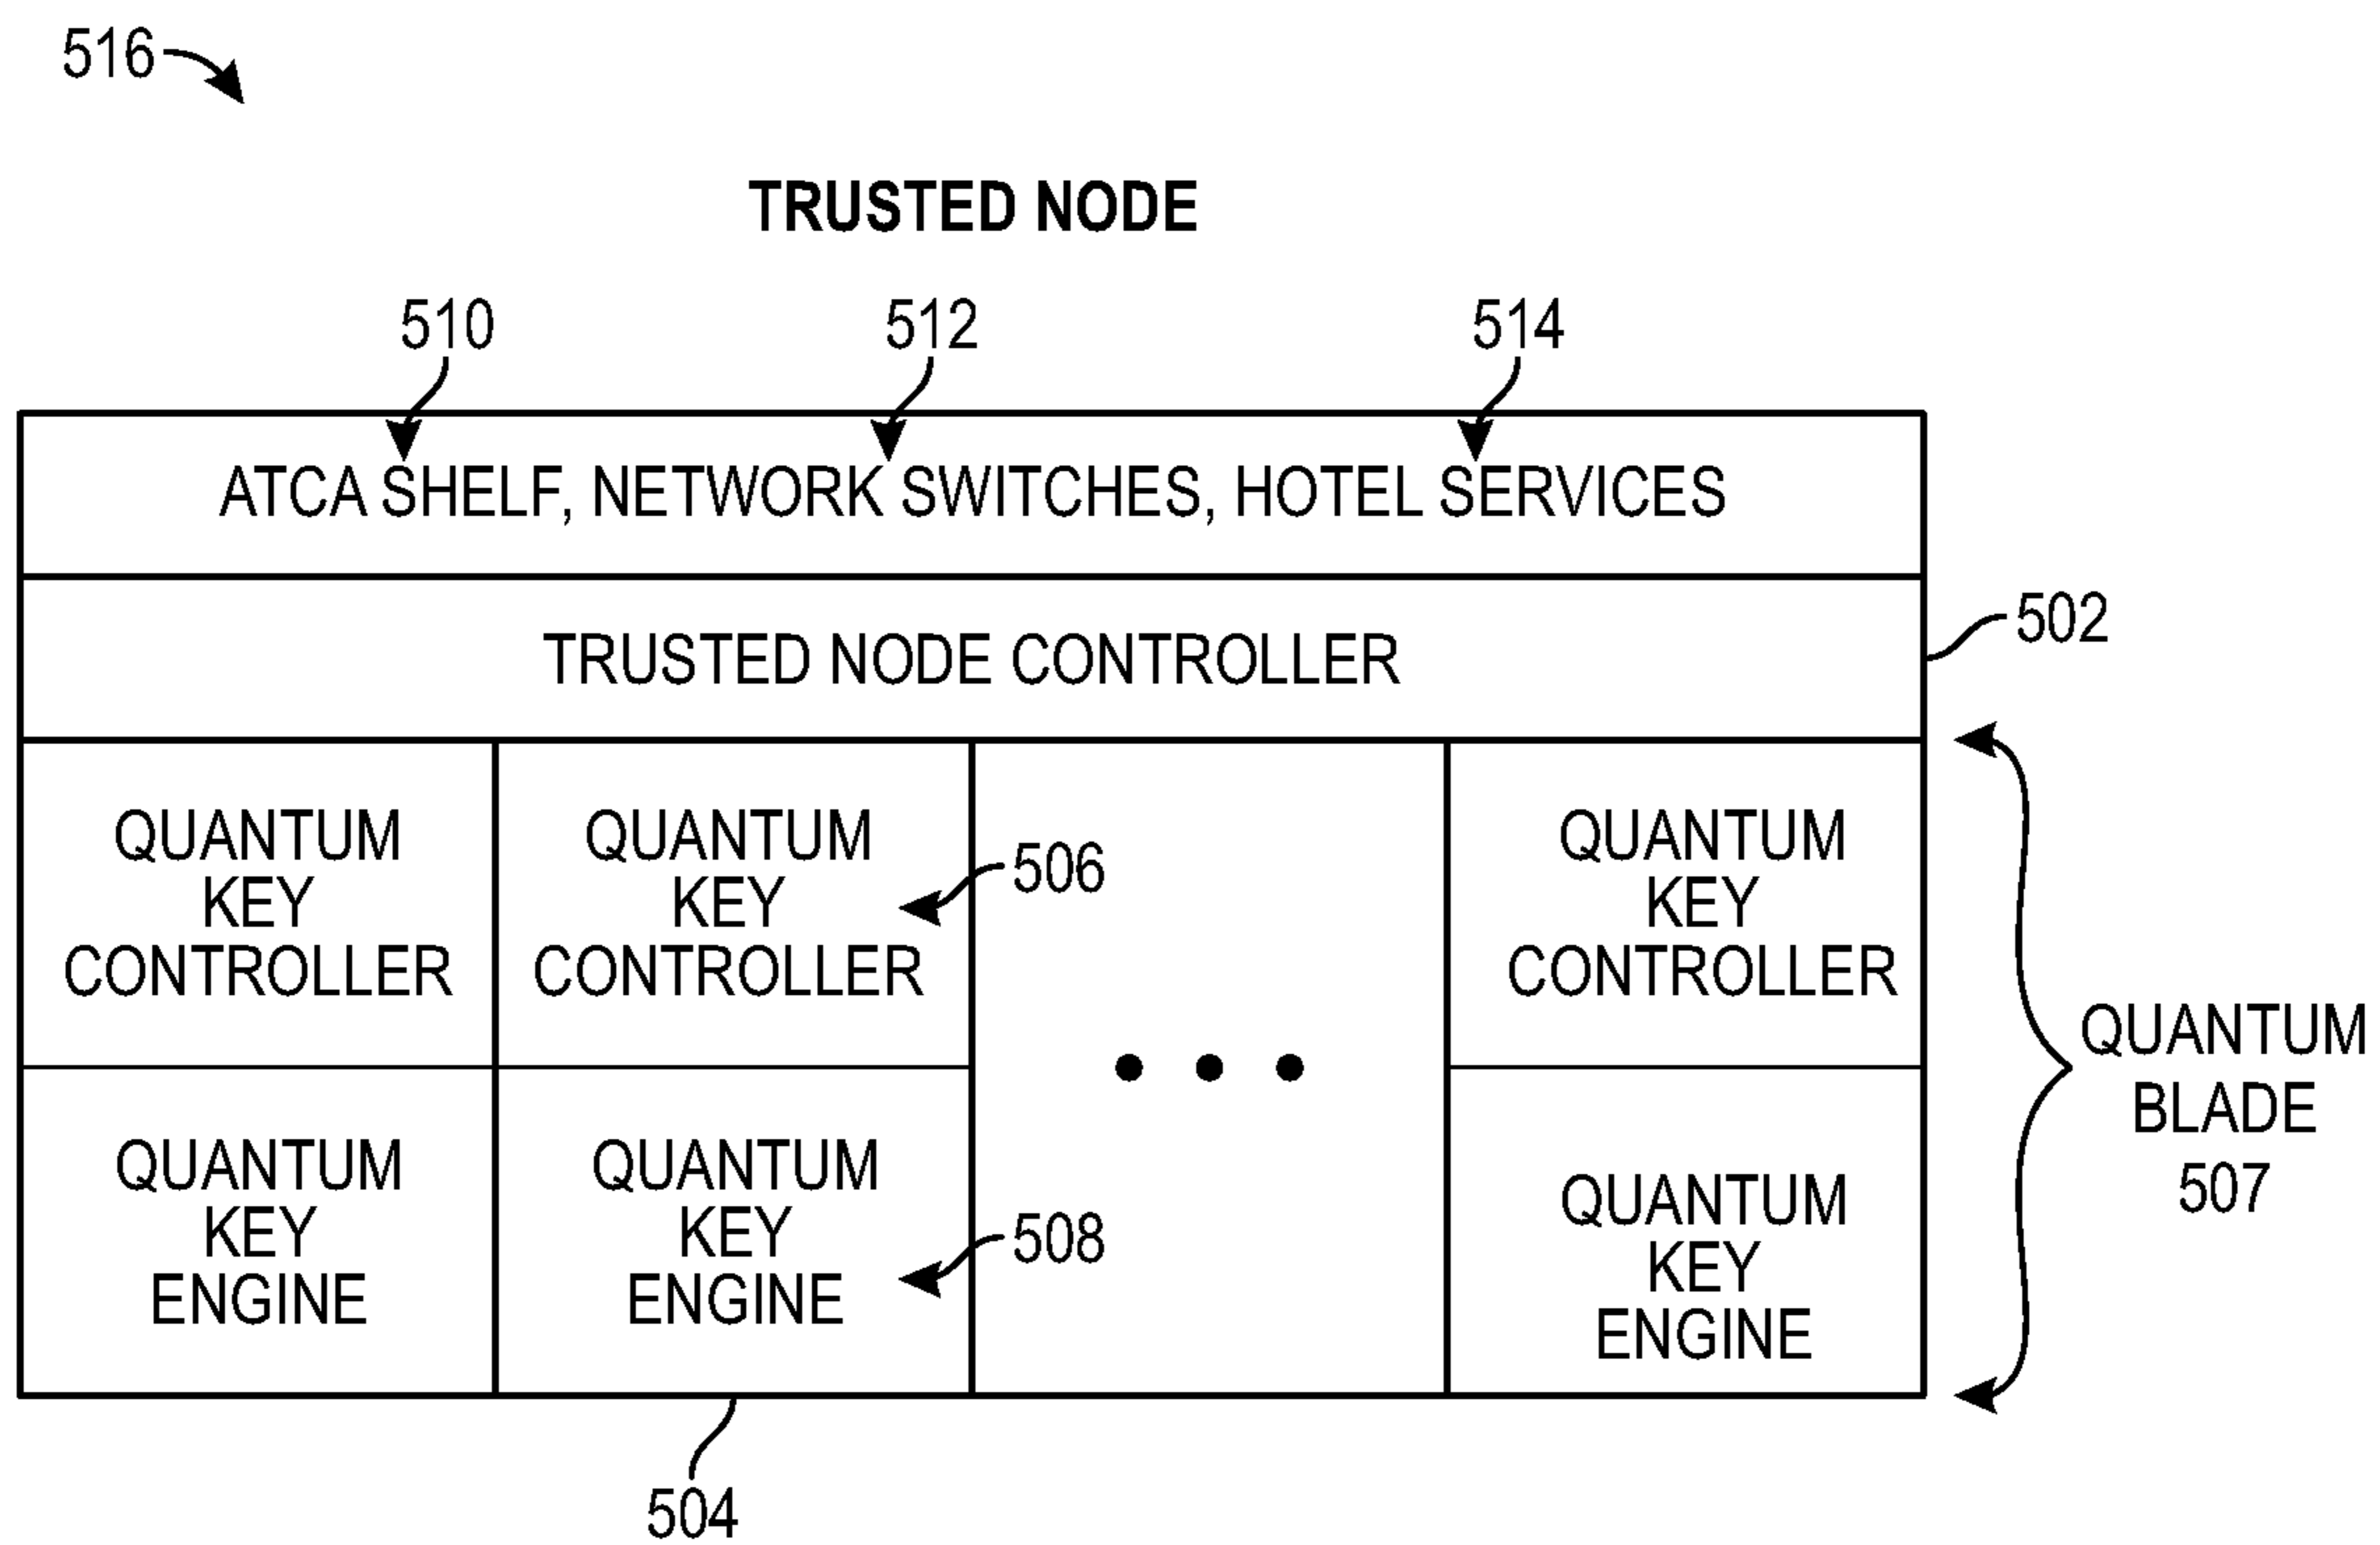 516
TRUSTED NODE
510
512
514
ATCA SHELF, NETWORK SWITCHES, HOTEL SERVICES
502
TRUSTED NODE CONTROLLER
QUANTUM
KEY
CONTROLLER
QUANTUM
KEY
CONTROLLER
506
QUANTUM
KEY
CONTROLLER
QUANTUM
KEY
ENGINE
QUANTUM
KEY
ENGINE
508
QUANTUM
KEY
ENGINE
QUANTUM
BLADE
507
504